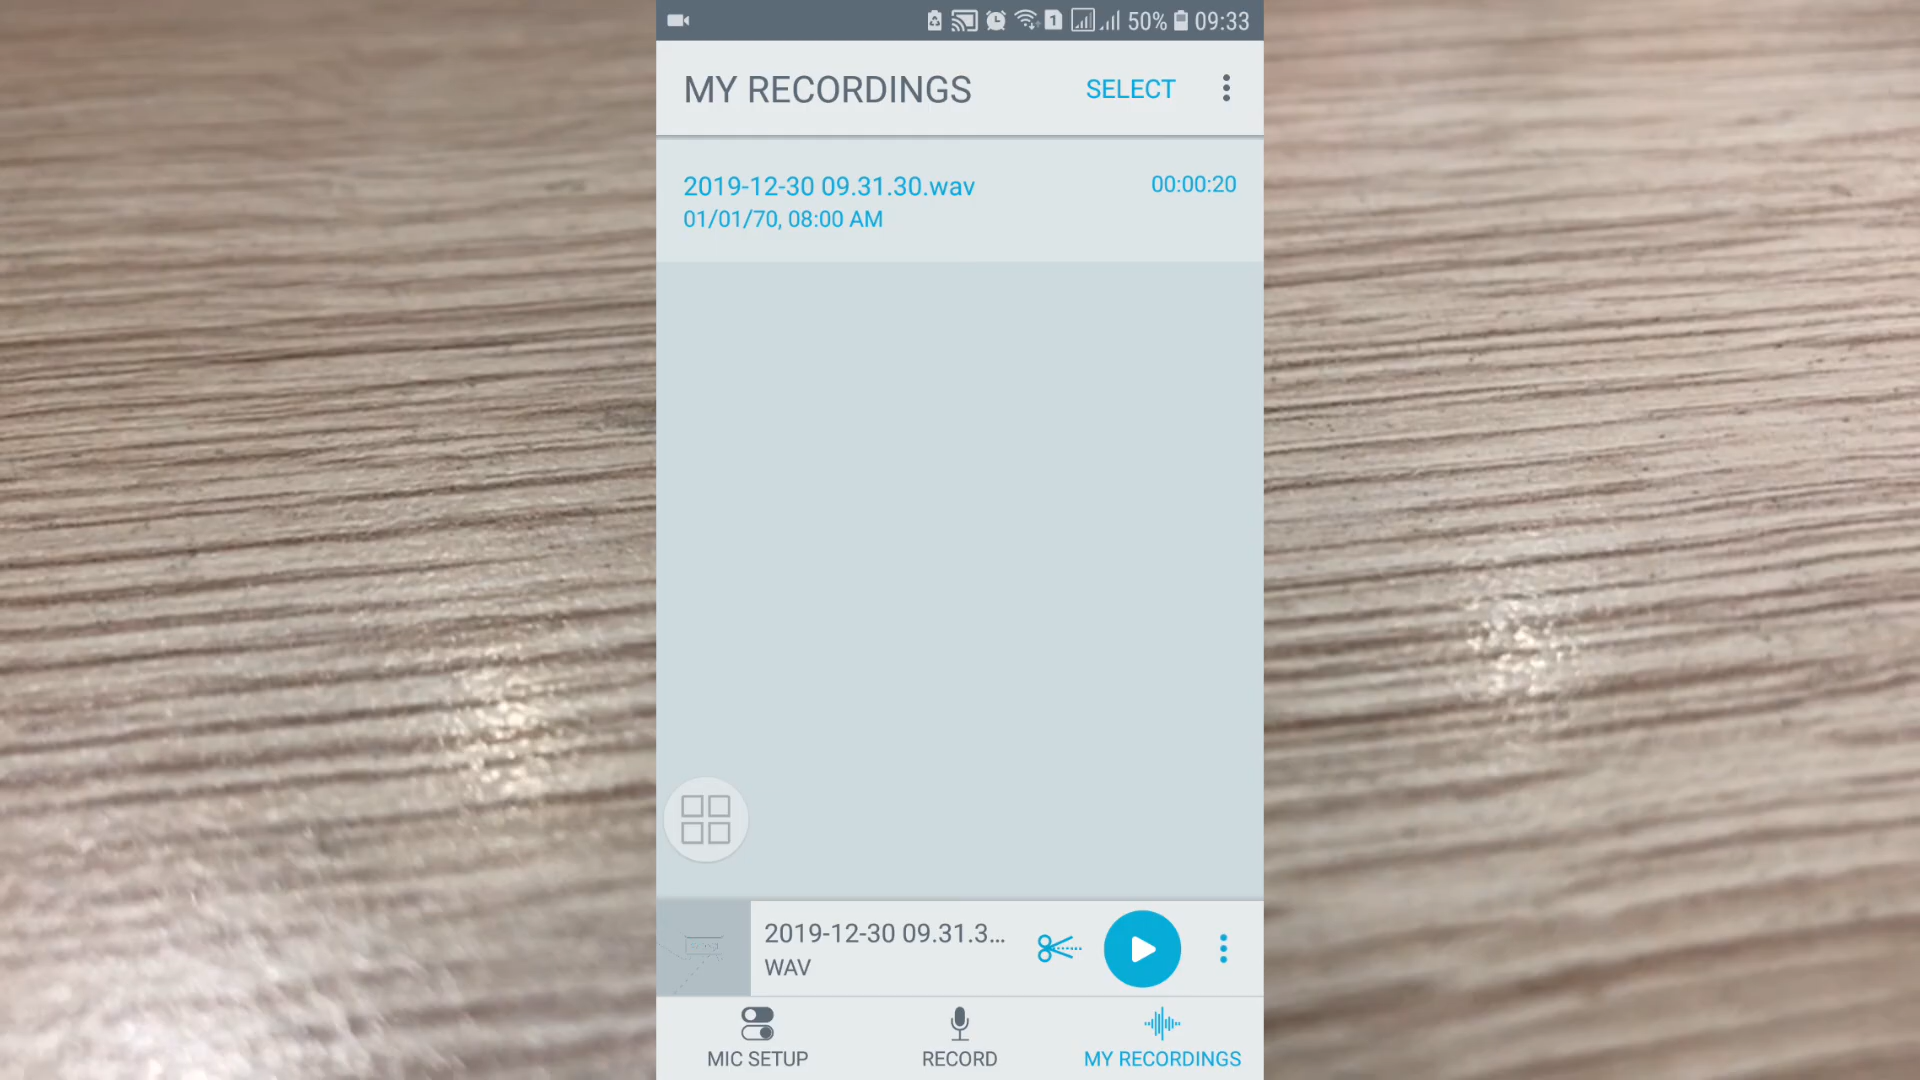 1 50% 09:33
MY RECORDINGS SELECT
2019-12-30 09.31.30.wav 00:00:20
01/01/70, 08:00 AM
2019-12-30 09.31.3...
WAV
MIC SETUP RECORD MY RECORDINGS